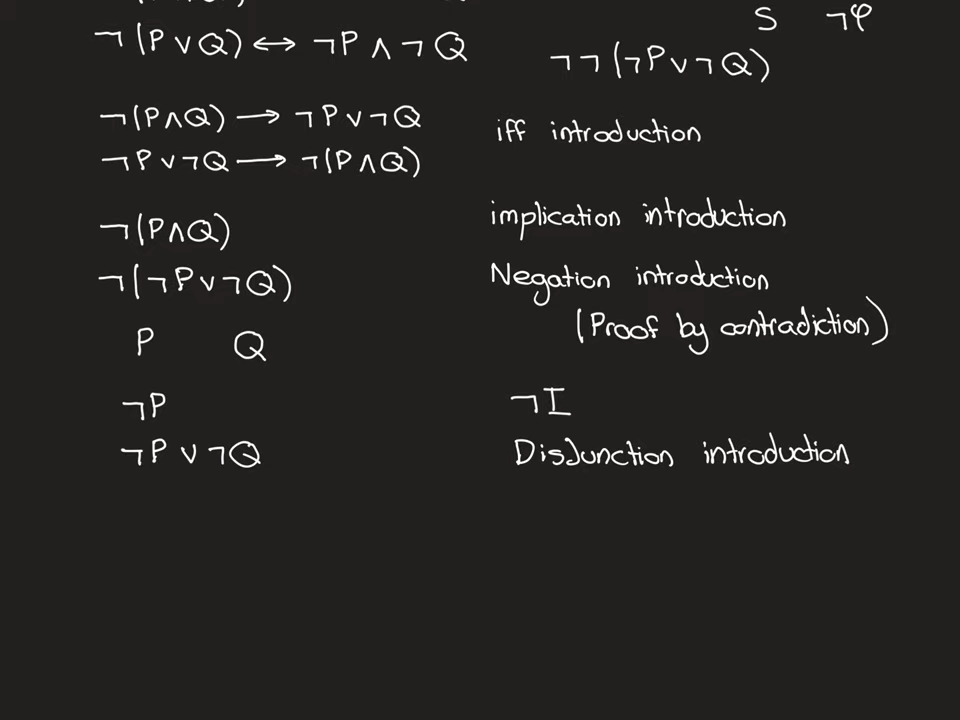 S ¬φ
¬(P∨Q) ↔ ¬P ∧ ¬Q
¬¬(¬P∨¬Q)
¬(P∧Q) → ¬P∨¬Q
iff introduction
¬P∨¬Q → ¬(P∧Q)
¬(P∧Q)
implication introduction
¬(¬P∨¬Q)
Negation introduction
(Proof by contradiction)
P Q
¬P
¬I
¬P∨¬Q
Disjunction introduction